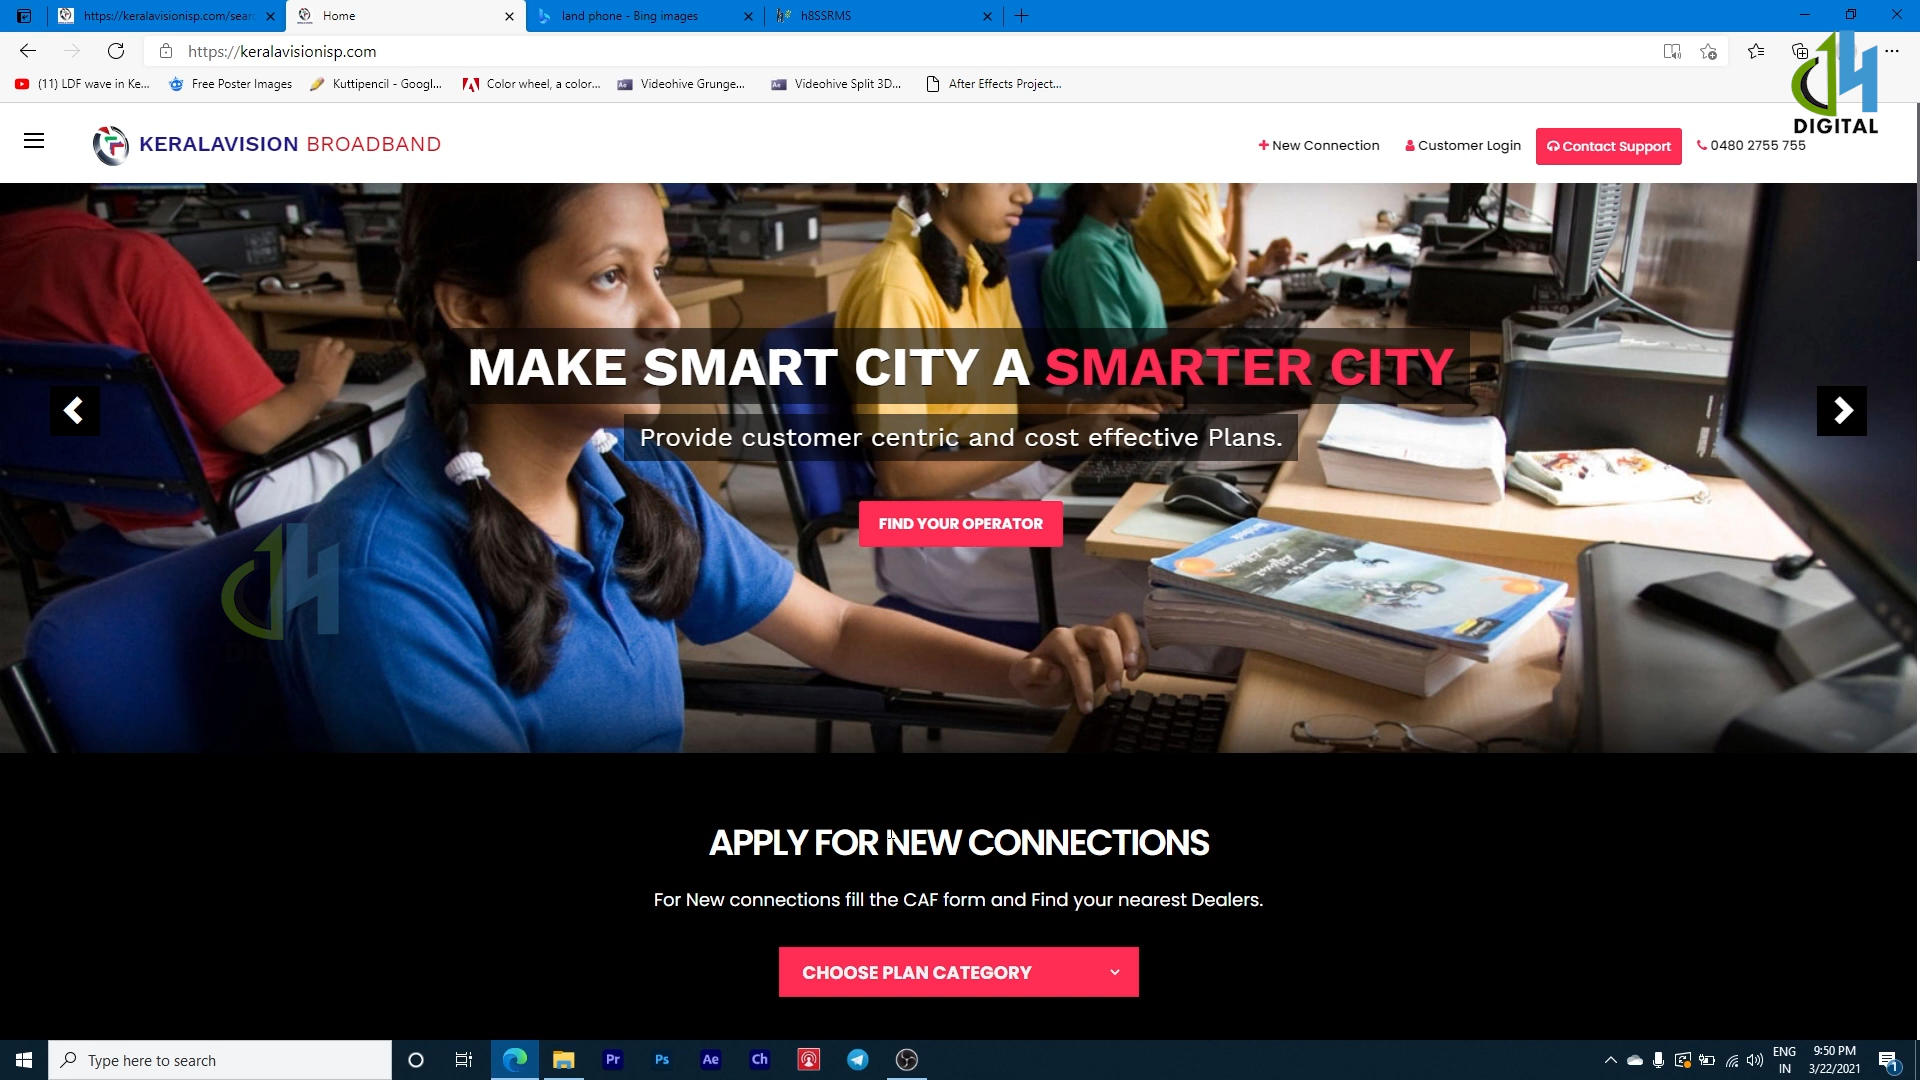 https://keralavisionisp.com/sear
Home
land phone - Bing images
h8SSRMS
https://keralavisionisp.com
(11) LDF wave in Ke...
Free Poster Images
Kuttipencil - Googl...
Color wheel, a color...
Videohive Grunge...
Videohive Split 3D...
After Effects Project...
DIGITAL
KERALAVISION BROADBAND
New Connection
Customer Login
Contact Support
0480 2755 755
MAKE SMART CITY A SMARTER CITY
Provide customer centric and cost effective Plans.
FIND YOUR OPERATOR
APPLY FOR NEW CONNECTIONS
For New connections fill the CAF form and Find your nearest Dealers.
CHOOSE PLAN CATEGORY
Type here to search
Pr
Ps
Ae
Ch
ENG
IN
9:50 PM
3/22/2021
1